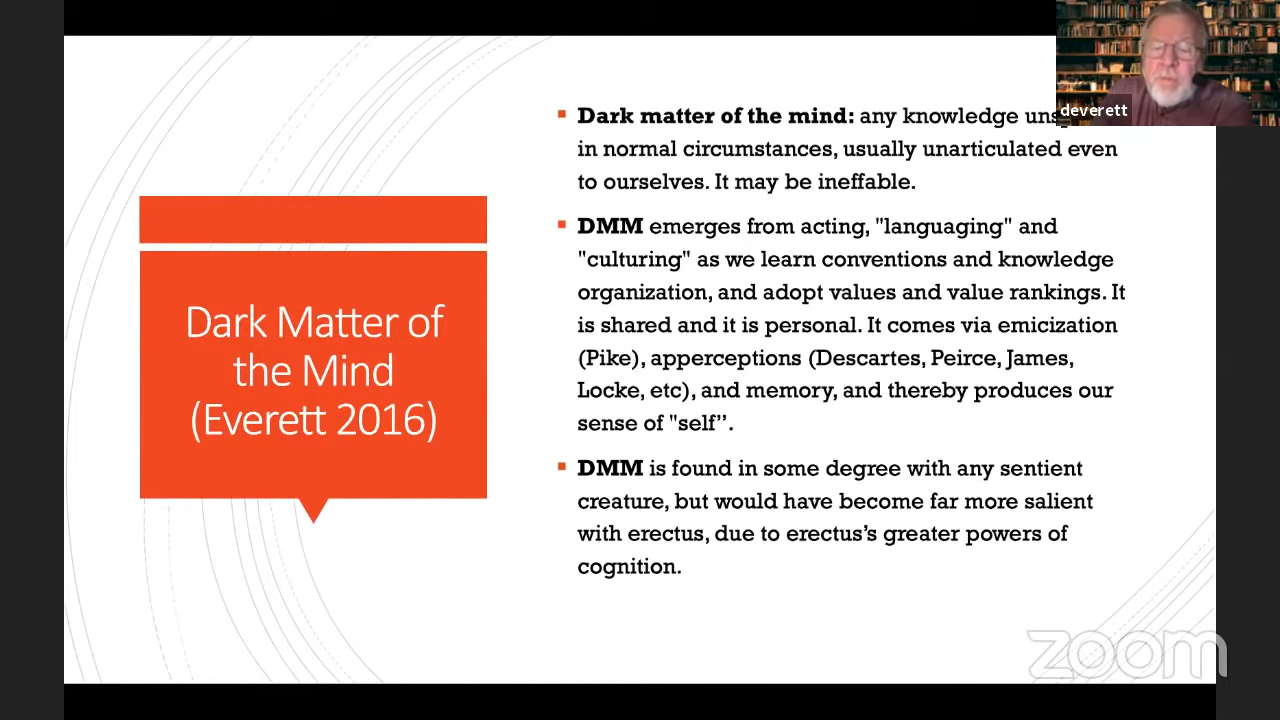 Dark Matter of
the Mind
(Everett 2016)
Dark matter of the mind: any knowledge
in normal circumstances, usually unarticulated even
to ourselves. It may be ineffable.
DMM emerges from acting, "languaging" and
"culturing" as we learn conventions and knowledge
organization, and adopt values and value rankings. It
is shared and it is personal. It comes via emicization
(Pike), apperceptions (Descartes, Peirce, James,
Locke, etc), and memory, and thereby produces our
sense of "self”.
DMM is found in some degree with any sentient
creature, but would have become far more salient
with erectus, due to erectus’s greater powers of
cognition.
deverett
zoom